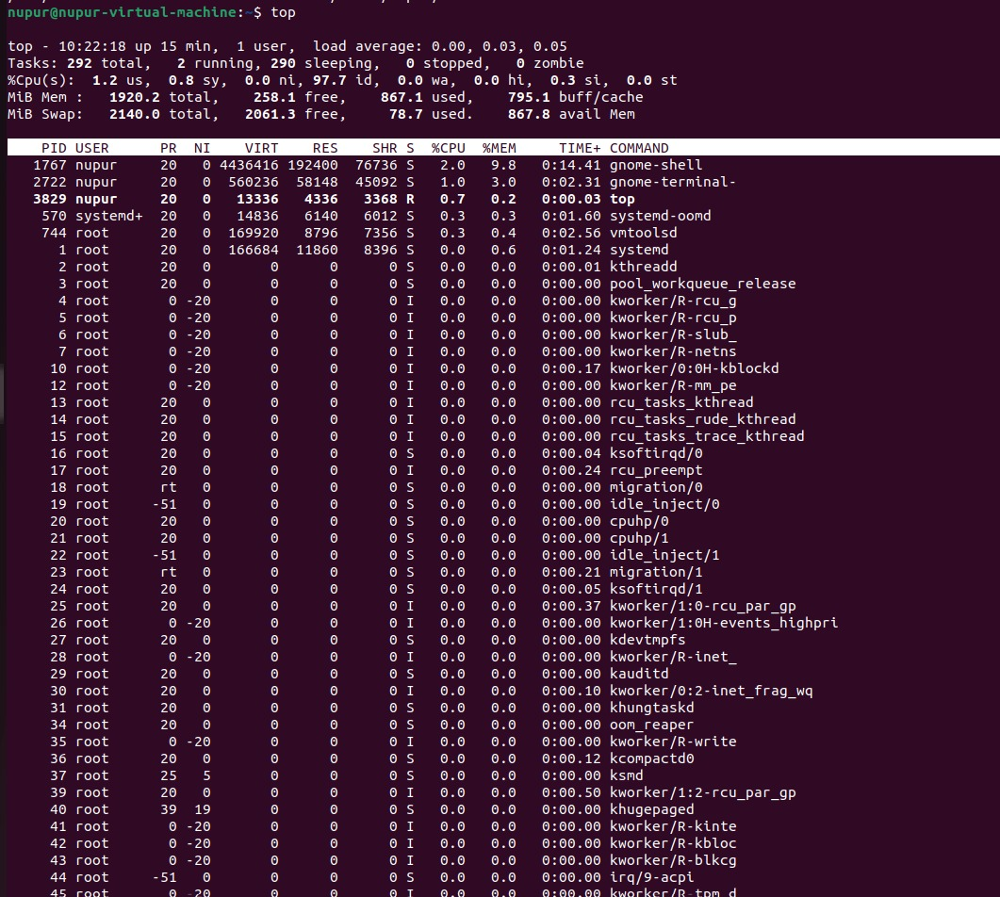 nupur@nupur-virtual-machine:~$ top
top - 10:22:18 up 15 min,  1 user,  load average: 0.00, 0.03, 0.05
Tasks: 292 total,   2 running, 290 sleeping,   0 stopped,   0 zombie
%Cpu(s):  1.2 us,  0.8 sy,  0.0 ni, 97.7 id,  0.0 wa,  0.0 hi,  0.3 si,  0.0 st
MiB Mem :   1920.2 total,    258.1 free,    867.1 used,    795.1 buff/cache
MiB Swap:   2140.0 total,   2061.3 free,     78.7 used.    867.8 avail Mem
PID USER      PR  NI    VIRT    RES    SHR S  %CPU  %MEM     TIME+ COMMAND
1767 nupur     20   0 4436416 192400  76736 S   2.0   9.8   0:14.41 gnome-shell
2722 nupur     20   0  560236  58148  45092 S   1.0   3.0   0:02.31 gnome-terminal-
3829 nupur     20   0   13336   4336   3368 R   0.7   0.2   0:00.03 top
570 systemd+  20   0   14836   6140   6012 S   0.3   0.3   0:01.60 systemd-oomd
744 root      20   0  169920   8796   7356 S   0.3   0.4   0:02.56 vmtoolsd
1 root      20   0  166684  11860   8396 S   0.0   0.6   0:01.24 systemd
2 root      20   0       0      0      0 S   0.0   0.0   0:00.01 kthreadd
3 root      20   0       0      0      0 S   0.0   0.0   0:00.00 pool_workqueue_release
4 root       0 -20       0      0      0 I   0.0   0.0   0:00.00 kworker/R-rcu_g
5 root       0 -20       0      0      0 I   0.0   0.0   0:00.00 kworker/R-rcu_p
6 root       0 -20       0      0      0 I   0.0   0.0   0:00.00 kworker/R-slub_
7 root       0 -20       0      0      0 I   0.0   0.0   0:00.00 kworker/R-netns
10 root       0 -20       0      0      0 I   0.0   0.0   0:00.17 kworker/0:0H-kblockd
12 root       0 -20       0      0      0 I   0.0   0.0   0:00.00 kworker/R-mm_pe
13 root      20   0       0      0      0 I   0.0   0.0   0:00.00 rcu_tasks_kthread
14 root      20   0       0      0      0 I   0.0   0.0   0:00.00 rcu_tasks_rude_kthread
15 root      20   0       0      0      0 I   0.0   0.0   0:00.00 rcu_tasks_trace_kthread
16 root      20   0       0      0      0 S   0.0   0.0   0:00.04 ksoftirqd/0
17 root      20   0       0      0      0 I   0.0   0.0   0:00.24 rcu_preempt
18 root      rt   0       0      0      0 S   0.0   0.0   0:00.00 migration/0
19 root     -51   0       0      0      0 S   0.0   0.0   0:00.00 idle_inject/0
20 root      20   0       0      0      0 S   0.0   0.0   0:00.00 cpuhp/0
21 root      20   0       0      0      0 S   0.0   0.0   0:00.00 cpuhp/1
22 root     -51   0       0      0      0 S   0.0   0.0   0:00.00 idle_inject/1
23 root      rt   0       0      0      0 S   0.0   0.0   0:00.21 migration/1
24 root      20   0       0      0      0 S   0.0   0.0   0:00.05 ksoftirqd/1
25 root      20   0       0      0      0 I   0.0   0.0   0:00.37 kworker/1:0-rcu_par_gp
26 root       0 -20       0      0      0 I   0.0   0.0   0:00.00 kworker/1:0H-events_highpri
27 root      20   0       0      0      0 S   0.0   0.0   0:00.00 kdevtmpfs
28 root       0 -20       0      0      0 I   0.0   0.0   0:00.00 kworker/R-inet_
29 root      20   0       0      0      0 S   0.0   0.0   0:00.00 kauditd
30 root      20   0       0      0      0 I   0.0   0.0   0:00.10 kworker/0:2-inet_frag_wq
31 root      20   0       0      0      0 S   0.0   0.0   0:00.00 khungtaskd
34 root      20   0       0      0      0 S   0.0   0.0   0:00.00 oom_reaper
35 root       0 -20       0      0      0 I   0.0   0.0   0:00.00 kworker/R-write
36 root      20   0       0      0      0 S   0.0   0.0   0:00.12 kcompactd0
37 root      25   5       0      0      0 S   0.0   0.0   0:00.00 ksmd
39 root      20   0       0      0      0 I   0.0   0.0   0:00.50 kworker/1:2-rcu_par_gp
40 root      39  19       0      0      0 S   0.0   0.0   0:00.00 khugepaged
41 root       0 -20       0      0      0 I   0.0   0.0   0:00.00 kworker/R-kinte
42 root       0 -20       0      0      0 I   0.0   0.0   0:00.00 kworker/R-kbloc
43 root       0 -20       0      0      0 I   0.0   0.0   0:00.00 kworker/R-blkcg
44 root     -51   0       0      0      0 S   0.0   0.0   0:00.00 irq/9-acpi
45 root       0 -20       0      0      0 I   0.0   0.0   0:00.00 kworker/R-tpm_d